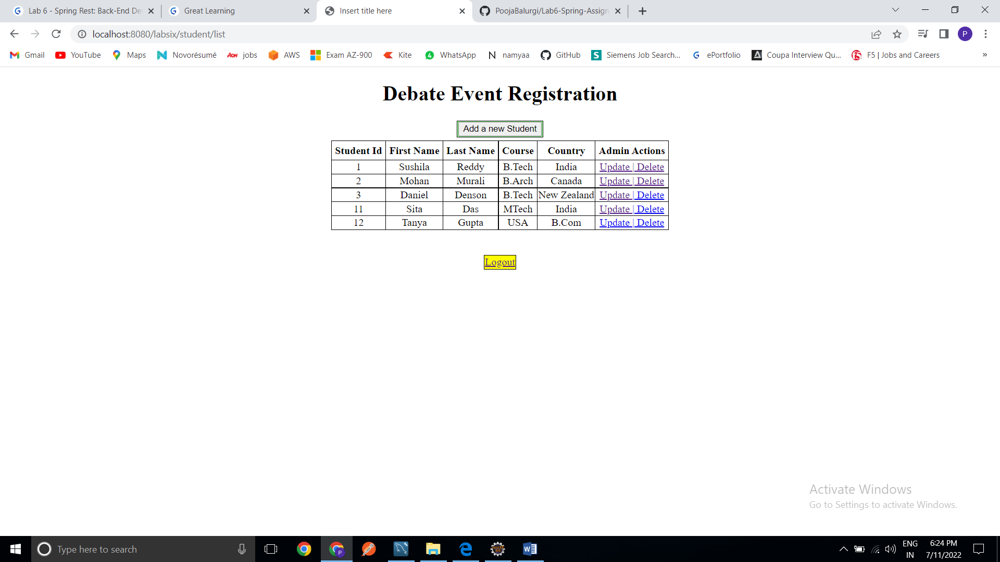 Lab 6 - Spring Rest: Back-End De
Great Learning
Insert title here
PoojaBalurgi/Lab6-Spring-Assign
localhost:8080/labsix/student/list
P
Gmail
YouTube
Maps
Novorésumé
AON jobs
AWS
Exam AZ-900
Kite
WhatsApp
namyaa
GitHub
Siemens Job Search...
ePortfolio
Coupa Interview Qu...
F5 | Jobs and Careers
»
Debate Event Registration
Add a new Student
Student Id First Name Last Name Course Country Admin Actions
1 Sushila Reddy B.Tech India Update | Delete
2 Mohan Murali B.Arch Canada Update | Delete
3 Daniel Denson B.Tech New Zealand Update | Delete
11 Sita Das MTech India Update | Delete
12 Tanya Gupta USA B.Com Update | Delete
Logout
Activate Windows
Go to Settings to activate Windows.
Type here to search
ENG
IN
6:24 PM
7/11/2022